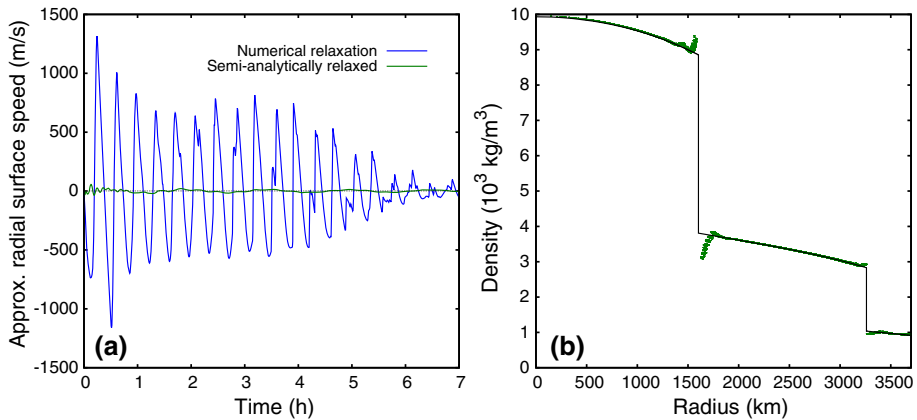 1500
1000
500
0
-500
-1000
-1500
Approx. radial surface speed (m/s)
Numerical relaxation
Semi-analytically relaxed
(a)
0 1 2 3 4 5 6 7
Time (h)
10
9
8
7
6
5
4
3
2
1
0
Density (10³ kg/m³)
(b)
0 500 1000 1500 2000 2500 3000 3500
Radius (km)